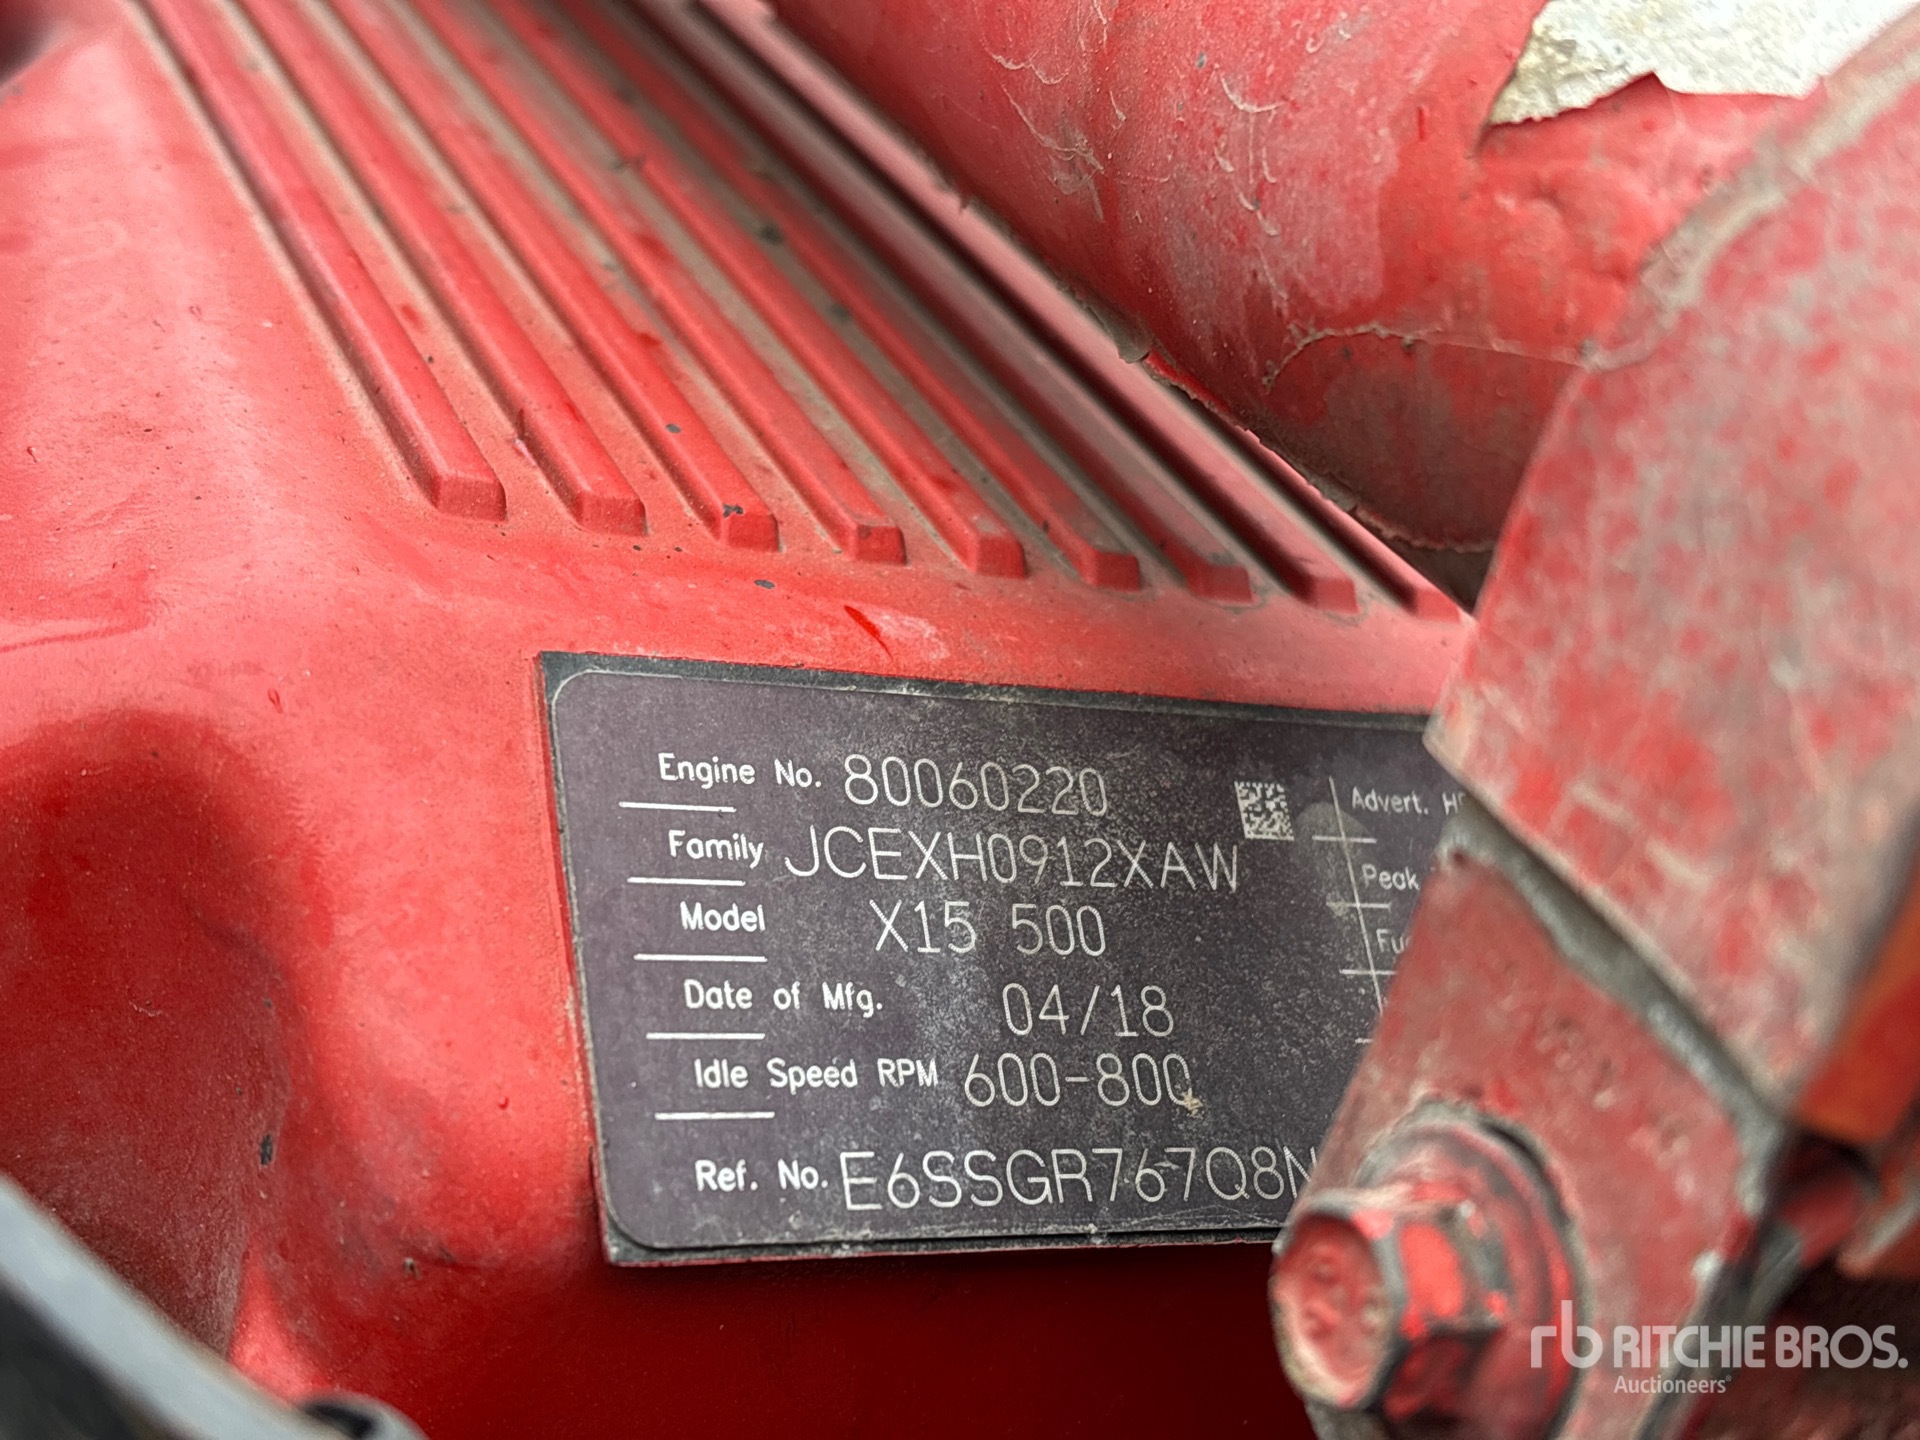 Engine No. 80060220
Advert.
Family JCEXH0912XAW
Peak
Model X15 500
Date of Mfg. 04/18
Idle Speed RPM 600-800
Ref. No. E6SSGR767Q8N
rb RITCHIE BROS.
Auctioneers